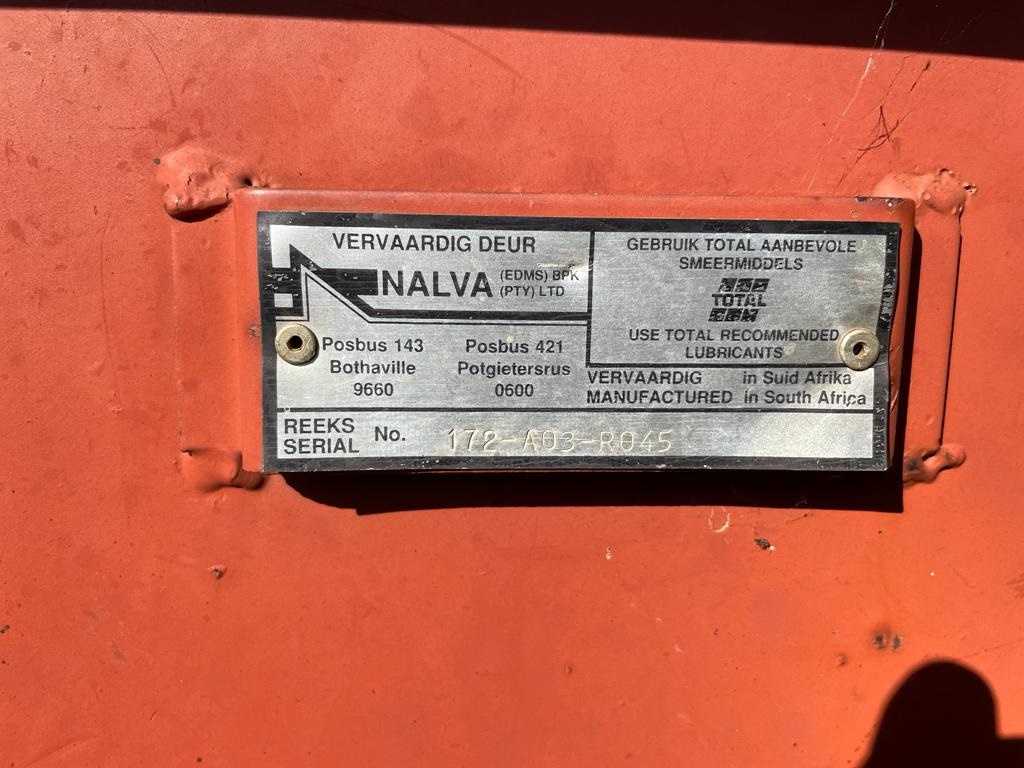 VERVAARDIG DEUR
NALVA (EDMS) BPK
(PTY) LTD
Posbus 143
Bothaville
9660
Posbus 421
Potgietersrus
0600
GEBRUIK TOTAL AANBEVOLE
SMEERMIDDELS
TOTAL
USE TOTAL RECOMMENDED
LUBRICANTS
VERVAARDIG in Suid Afrika
MANUFACTURED in South Africa
REEKS
SERIAL No. 172-A03-R045